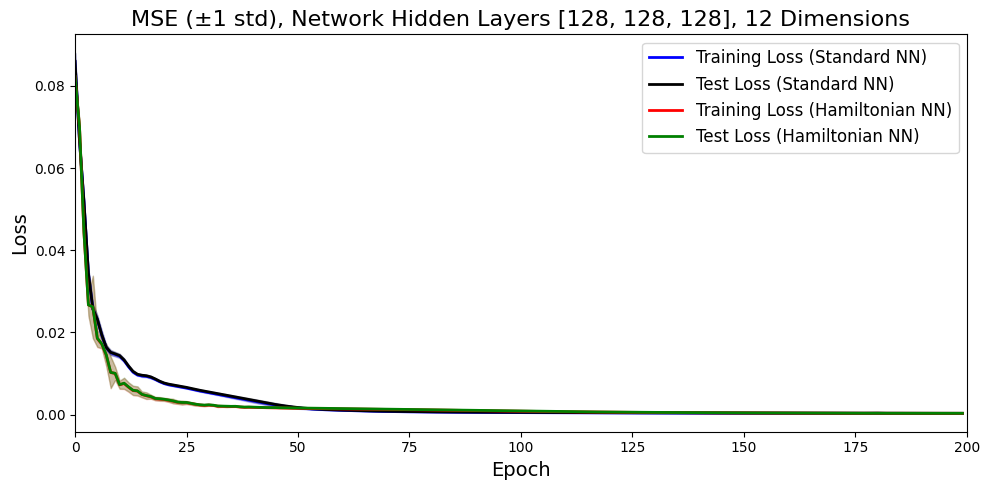 MSE (±1 std), Network Hidden Layers [128, 128, 128], 12 Dimensions
Training Loss (Standard NN)
Test Loss (Standard NN)
Training Loss (Hamiltonian NN)
Test Loss (Hamiltonian NN)
Loss
0.08
0.06
0.04
0.02
0.00
0 25 50 75 100 125 150 175 200
Epoch